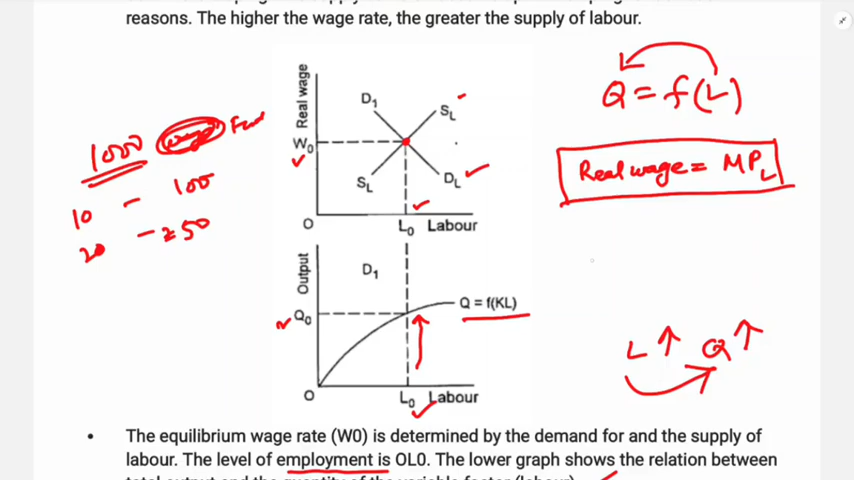 reasons. The higher the wage rate, the greater the supply of labour.
Real wage
D1
SL
W0
SL
DL
O
L0 Labour
Q = f(L)
Real wage = MPL
1000
10 - 100
20 - 250
Output
D1
Q = f(KL)
Q0
O
L0 Labour
L ↑ Q ↑
• The equilibrium wage rate (W0) is determined by the demand for and the supply of
labour. The level of employment is OL0. The lower graph shows the relation between